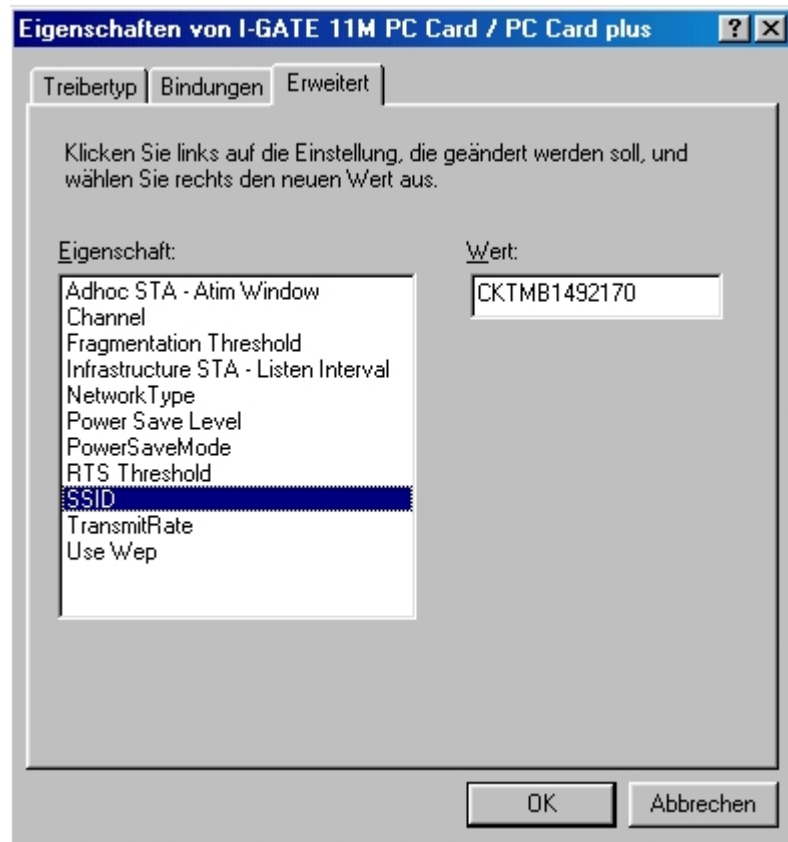 Eigenschaften von I-GATE 11M PC Card / PC Card plus
Treibertyp
Bindungen
Erweitert
Klicken Sie links auf die Einstellung, die geändert werden soll, und
wählen Sie rechts den neuen Wert aus.
Eigenschaft:
Adhoc STA - Atim Window
Channel
Fragmentation Threshold
Infrastructure STA - Listen Interval
NetworkType
Power Save Level
PowerSaveMode
RTS Threshold
SSID
TransmitRate
Use Wep
Wert:
CKTMB1492170
OK
Abbrechen